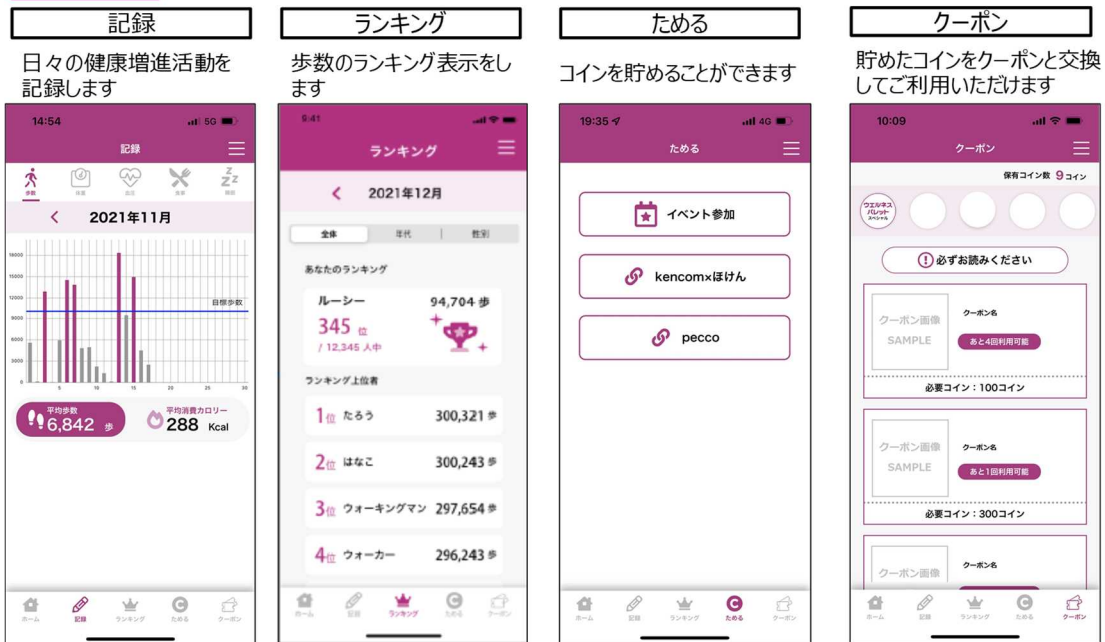 記録
日々の健康増進活動を
記録します
14:54
5G
記録
歩数
体重
血圧
食事
睡眠
2021年11月
18000
15000
12000
9000
6000
3000
0
目標歩数
5
10
15
20
25
30
平均歩数
6,842 歩
平均消費カロリー
288 Kcal
ホーム
記録
ランキング
ためる
クーポン
ランキング
歩数のランキング表示をし
ます
9:41
ランキング
2021年12月
全体
年代
性別
あなたのランキング
ルーシー
94,704 歩
345 位
/ 12,345 人中
ランキング上位者
1位 たろう 300,321 歩
2位 はなこ 300,243 歩
3位 ウォーキングマン 297,654 歩
4位 ウォーカー 296,243 歩
ホーム
記録
ランキング
ためる
クーポン
ためる
コインを貯めることができます
19:35
4G
ためる
イベント参加
kencom×ほけん
pecco
ホーム
記録
ランキング
ためる
クーポン
クーポン
貯めたコインをクーポンと交換
してご利用いただけます
10:09
クーポン
保有コイン数 9コイン
ウエルネス
パレット
スペシャル
必ずお読みください
クーポン画像
SAMPLE
クーポン名
あと4回利用可能
必要コイン：100コイン
クーポン画像
SAMPLE
クーポン名
あと1回利用可能
必要コイン：300コイン
クーポン画像
クーポン名
ホーム
記録
ランキング
ためる
クーポン